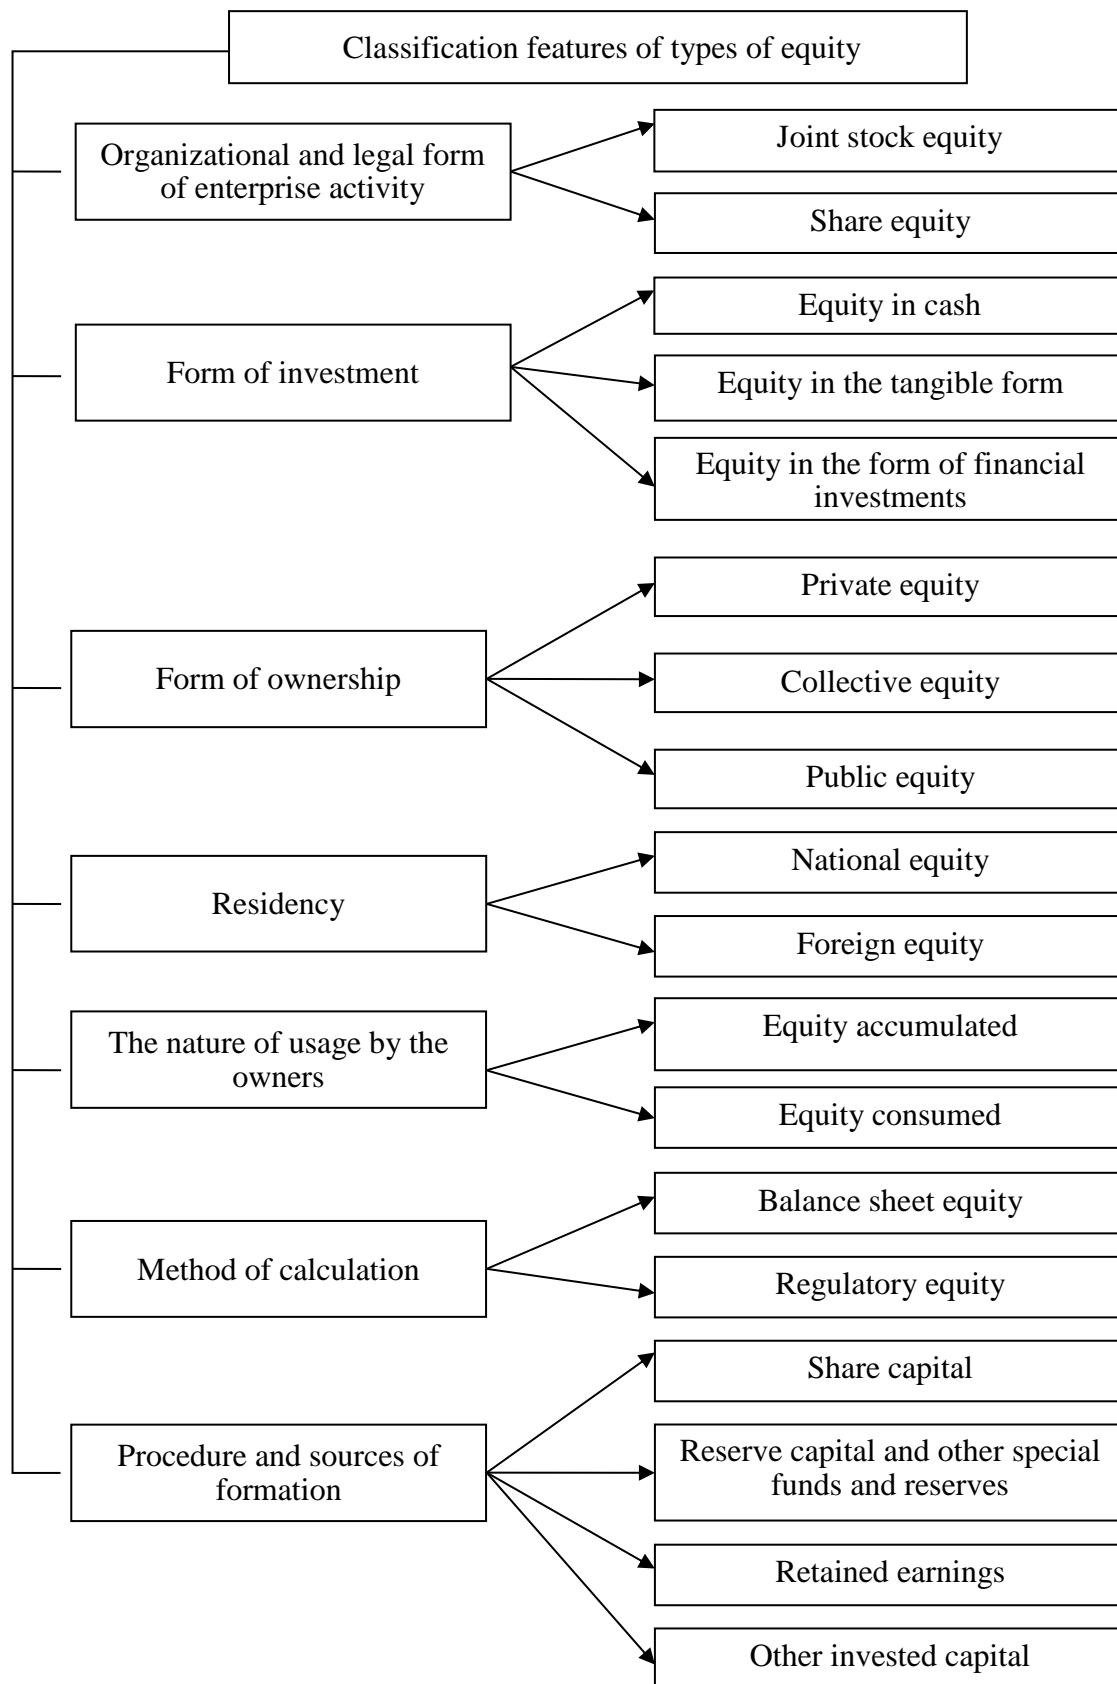 Classification features of types of equity
Organizational and legal form
of enterprise activity
Joint stock equity
Share equity
Form of investment
Equity in cash
Equity in the tangible form
Equity in the form of financial
investments
Form of ownership
Private equity
Collective equity
Public equity
Residency
National equity
Foreign equity
The nature of usage by the
owners
Equity accumulated
Equity consumed
Method of calculation
Balance sheet equity
Regulatory equity
Procedure and sources of
formation
Share capital
Reserve capital and other special
funds and reserves
Retained earnings
Other invested capital